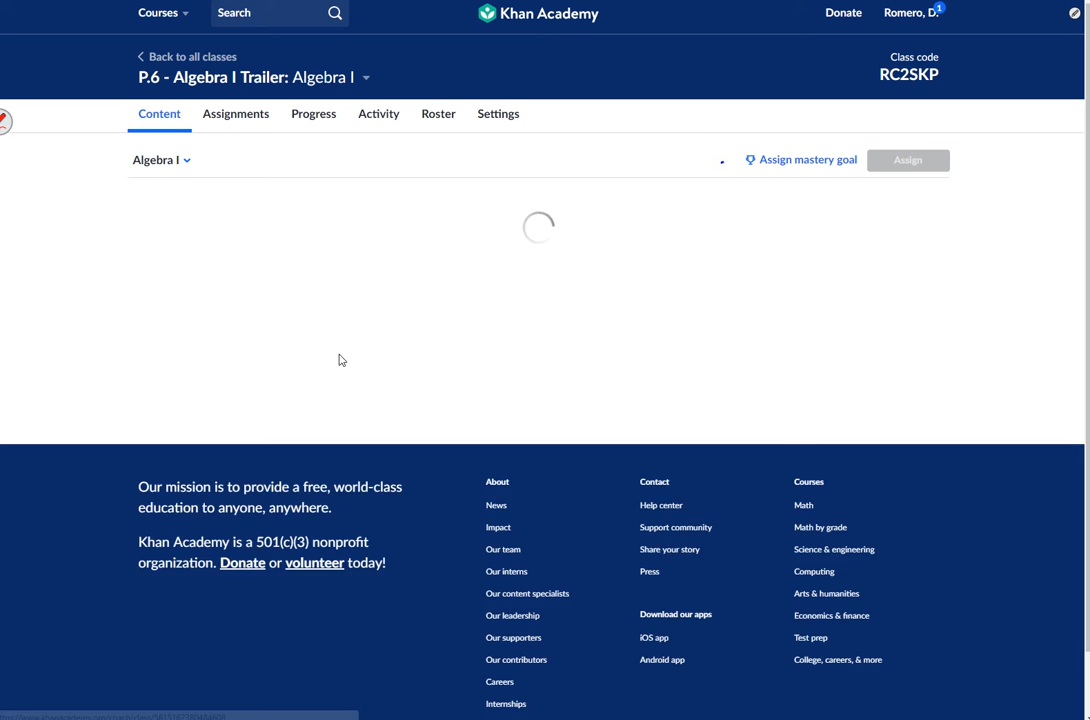 Courses
Search
Khan Academy
Donate
Romero, D.
1
Back to all classes
P.6 - Algebra I Trailer: Algebra I
Class code
RC2SKP
Content
Assignments
Progress
Activity
Roster
Settings
Algebra I
Assign mastery goal
Assign
Our mission is to provide a free, world-class
education to anyone, anywhere.
Khan Academy is a 501(c)(3) nonprofit
organization. Donate or volunteer today!
About
News
Impact
Our team
Our interns
Our content specialists
Our leadership
Our supporters
Our contributors
Careers
Internships
Contact
Help center
Support community
Share your story
Press
Download our apps
iOS app
Android app
Courses
Math
Math by grade
Science & engineering
Computing
Arts & humanities
Economics & finance
Test prep
College, careers, & more